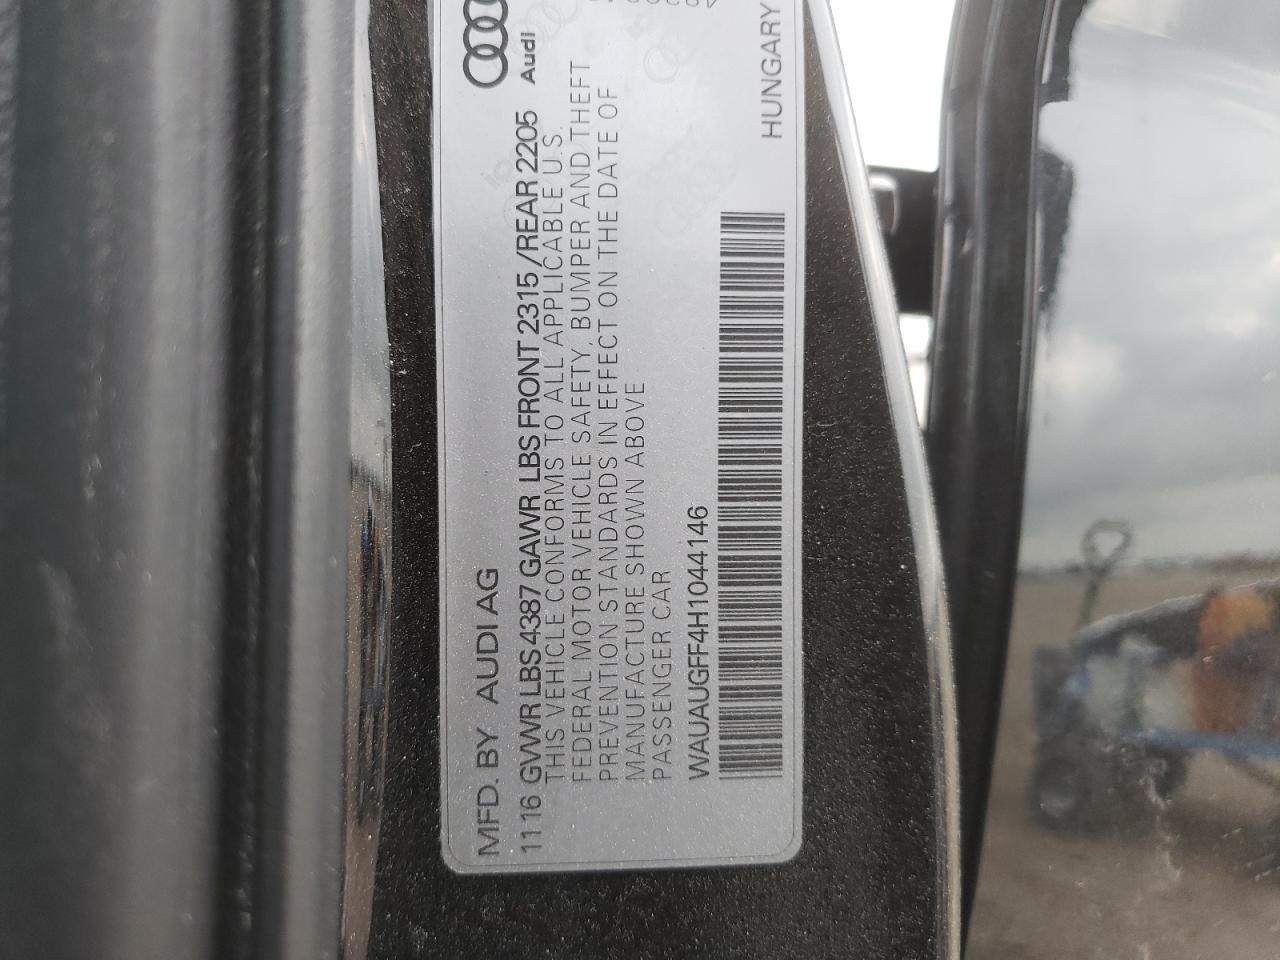 MFD. BY AUDI AG
11 16 GVWR LBS 4387 GAWR LBS FRONT 2315 /REAR 2205 Audi
THIS VEHICLE CONFORMS TO ALL APPLICABLE U.S.
FEDERAL MOTOR VEHICLE SAFETY, BUMPER AND THEFT
PREVENTION STANDARDS IN EFFECT ON THE DATE OF
MANUFACTURE SHOWN ABOVE
PASSENGER CAR
WAUAUGFF4H1044146
HUNGARY